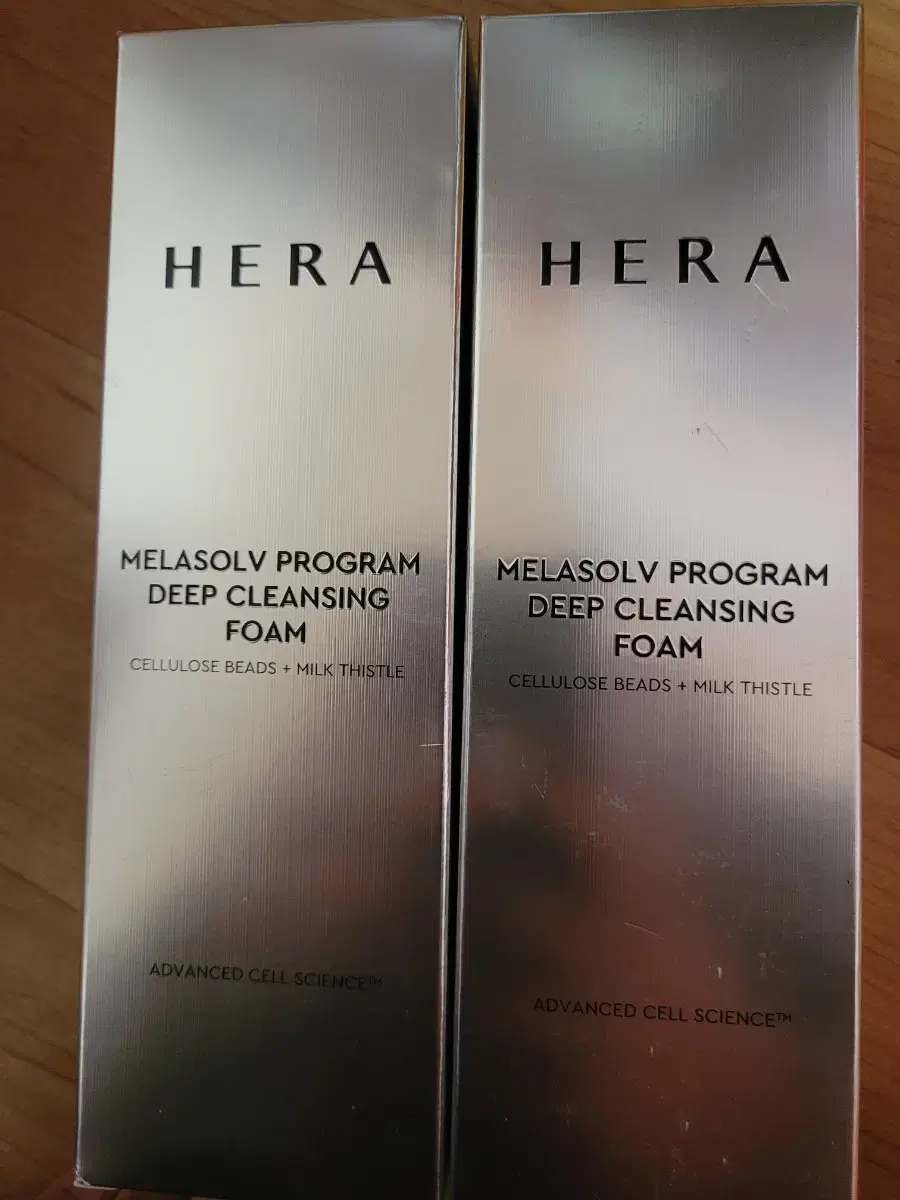 HERA
MELASOLV PROGRAM
DEEP CLEANSING
FOAM
CELLULOSE BEADS + MILK THISTLE
ADVANCED CELL SCIENCE™
HERA
MELASOLV PROGRAM
DEEP CLEANSING
FOAM
CELLULOSE BEADS + MILK THISTLE
ADVANCED CELL SCIENCE™